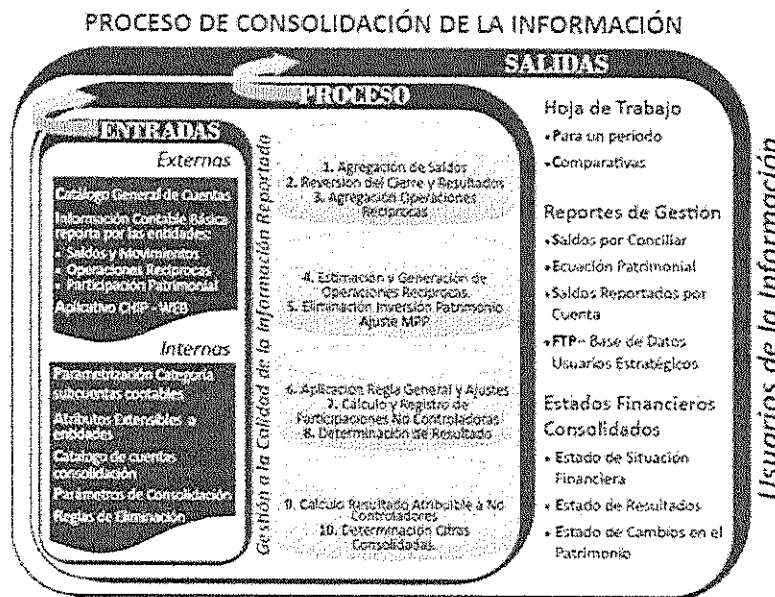 PROCESO DE CONSOLIDACIÓN DE LA INFORMACIÓN
SALIDAS
PROCESO
ENTRADAS
Externas
Catálogo General de Cuentas
Información Contable Básica
reporta por las entidades:
• Saldos y Movimientos
• Operaciones Reciprocas
• Participación Patrimonial
Aplicativo CHIP - WEB
Internas
Parametrización Categoría
subcuentas contables
Atributos Extensibles a
entidades
Catalogo de cuentas
consolidación
Parámetros de Consolidación
Reglas de Eliminación
Gestión a la Calidad de la Información Reportada
1. Agregación de Saldos
2. Reversión del Cierre y Resultados
3. Agregación Operaciones
Reciprocas
4. Estimación y Generación de
Operaciones Reciprocas.
5. Eliminación Inversión Patrimonio
Ajuste MPP
6. Aplicación Regla General y Ajustes
7. Cálculo y Registro de
Participaciones No Controladoras
8. Determinación de Resultado
9. Cálculo Resultado Atribuible a No
Controladores
10. Determinación Cifras
Consolidadas.
Hoja de Trabajo
• Para un periodo
• Comparativas
Reportes de Gestión
• Saldos por Conciliar
• Ecuación Patrimonial
• Saldos Reportados por
Cuenta
• FTP– Base de Datos
Usuarios Estratégicos
Estados Financieros
Consolidados
• Estado de Situación
Financiera
• Estado de Resultados
• Estado de Cambios en el
Patrimonio
Usuarios de la Información